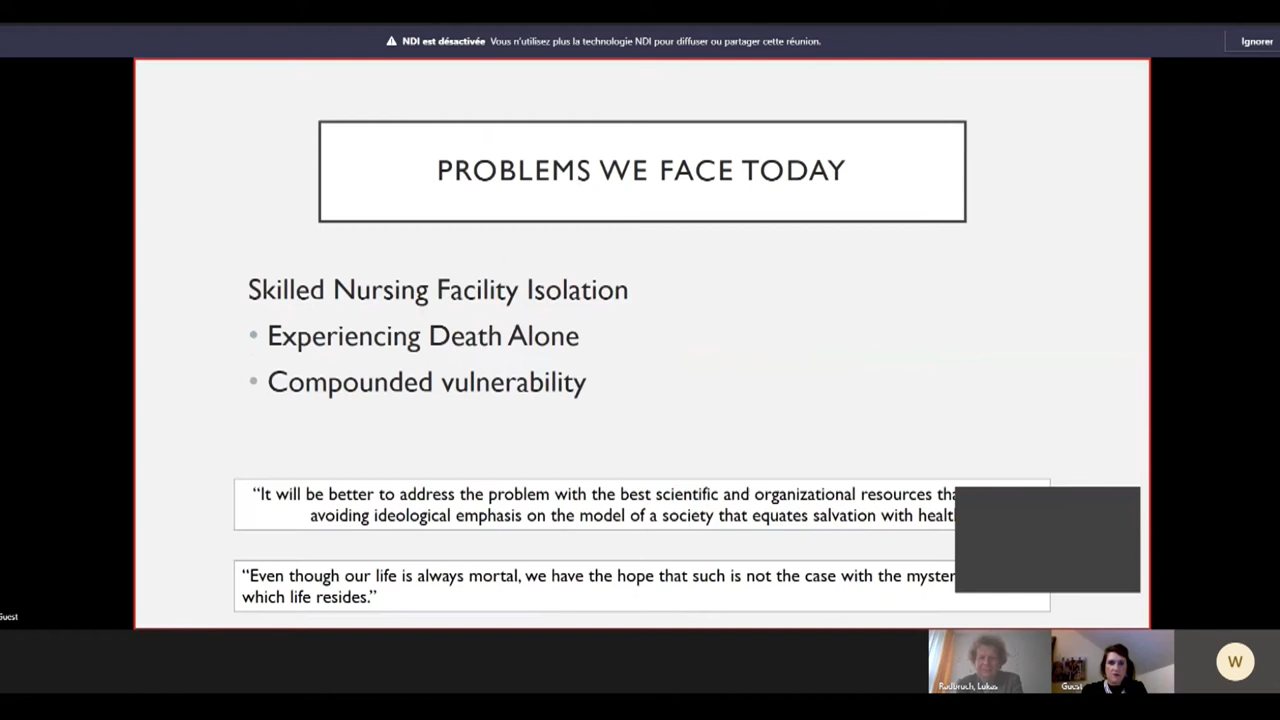 NDI est désactivée Vous n'utilisez plus la technologie NDI pour diffuser ou partager cette réunion.
Ignorer
PROBLEMS WE FACE TODAY
Skilled Nursing Facility Isolation
• Experiencing Death Alone
• Compounded vulnerability
“It will be better to address the problem with the best scientific and organizational resources
avoiding ideological emphasis on the model of a society that equates salvation with
“Even though our life is always mortal, we have the hope that such is not the case with the
which life resides.”
Guest
Radbruch, Lukas
Guest
W